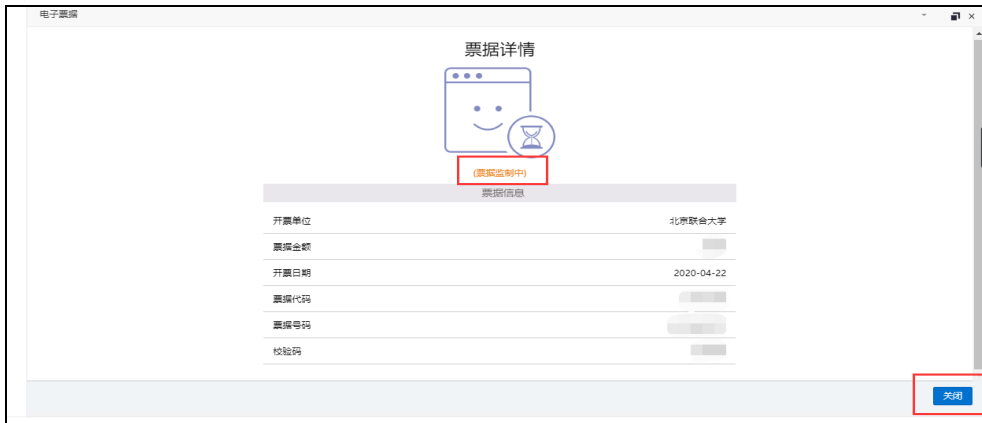 电子票据
票据详情
(票据监制中)
票据信息
开票单位 北京联合大学
票据金额
开票日期 2020-04-22
票据代码
票据号码
校验码
关闭